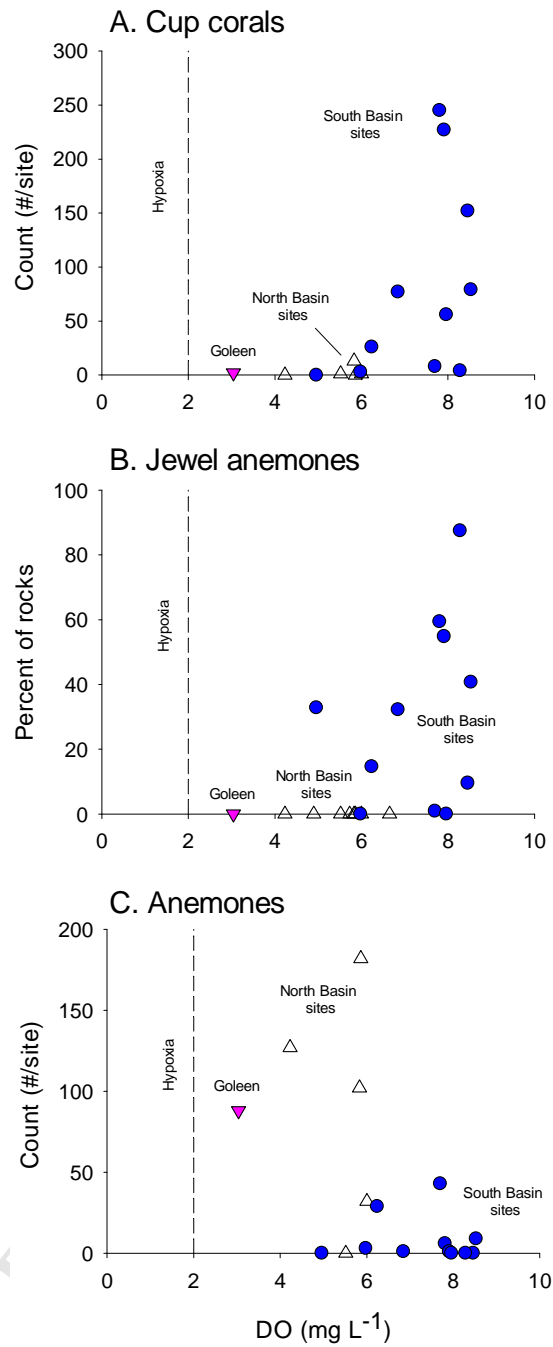 A. Cup corals
300
250
200
150
100
50
0
Count (#/site)
Hypoxia
South Basin
sites
North Basin
sites
Goleen
0 2 4 6 8 10
B. Jewel anemones
100
80
60
40
20
0
Percent of rocks
Hypoxia
South Basin
sites
North Basin
sites
Goleen
0 2 4 6 8 10
C. Anemones
200
150
100
50
0
Count (#/site)
Hypoxia
North Basin
sites
Goleen
South Basin
sites
0 2 4 6 8 10
DO (mg L⁻¹)